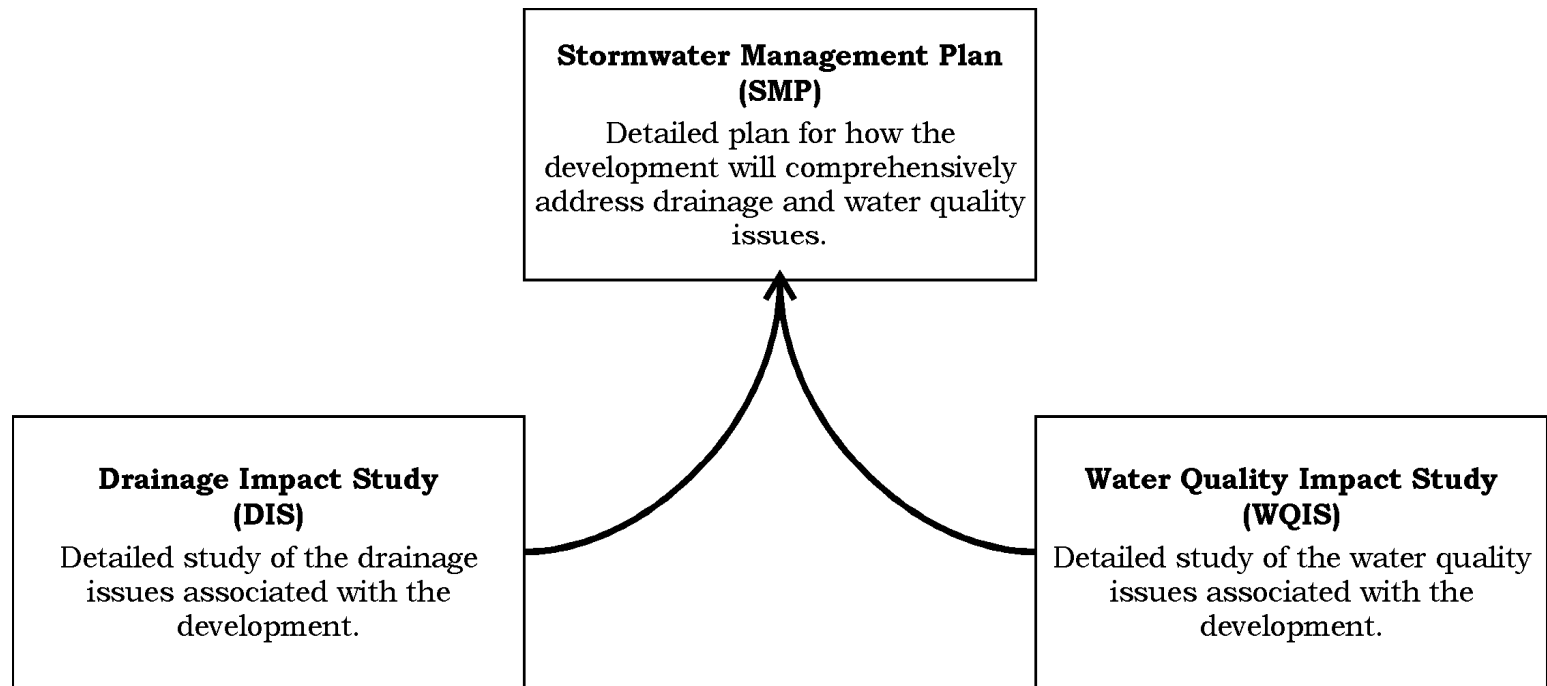 Stormwater Management Plan
(SMP)
Detailed plan for how the
development will comprehensively
address drainage and water quality
issues.
Drainage Impact Study
(DIS)
Detailed study of the drainage
issues associated with the
development.
Water Quality Impact Study
(WQIS)
Detailed study of the water quality
issues associated with the
development.